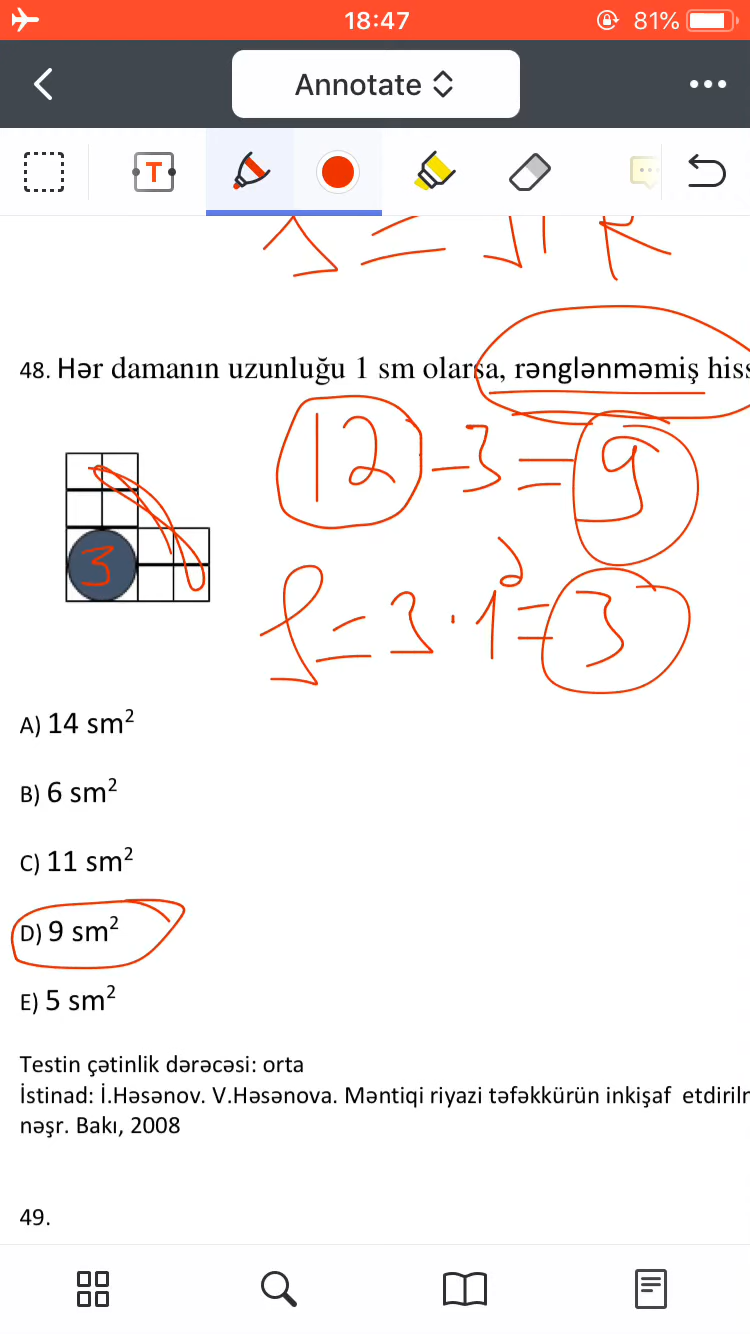 18:47
81%
Annotate
T
S = π R
48. Hər damanın uzunluğu 1 sm olarsa, rənglənməmiş hiss
12 - 3 = 9
3
S = 3 · 1² = 3
A) 14 sm²
B) 6 sm²
C) 11 sm²
D) 9 sm²
E) 5 sm²
Testin çətinlik dərəcəsi: orta
İstinad: İ.Həsənov. V.Həsənova. Məntiqi riyazi təfəkkürün inkişaf etdirilm
nəşr. Bakı, 2008
49.